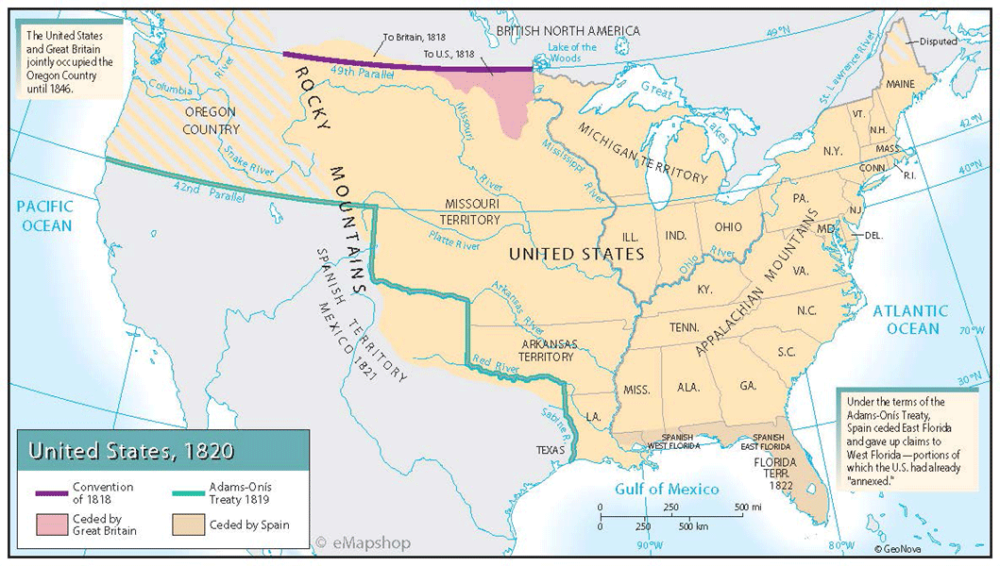 The United States
and Great Britain
jointly occupied the
Oregon Country
until 1846.
To Britain, 1818
To U.S., 1818
BRITISH NORTH AMERICA
Lake of the
Woods
49°N
St. Lawrence River
Disputed
MAINE
49th Parallel
ROCKY
MOUNTAINS
Columbia
River
OREGON
COUNTRY
Snake River
42nd Parallel
Missouri
River
Mississippi
River
Great
Lakes
MICHIGAN TERRITORY
VT.
N.H.
MASS.
CONN.
R.I.
N.Y.
42°N
40°N
PACIFIC
OCEAN
MISSOURI
TERRITORY
Platte River
UNITED STATES
ILL.
IND.
OHIO
Ohio River
PA.
NJ.
MD.
DEL.
VA.
KY.
APPALACHIAN MOUNTAINS
N.C.
TENN.
S.C.
ATLANTIC
OCEAN
70°W
30°N
SPANISH TERRITORY
MEXICO 1821
Arkansas
River
ARKANSAS
TERRITORY
Red River
MISS.
ALA.
GA.
LA.
Sabine R.
TEXAS
SPANISH
WEST FLORIDA
SPANISH
EAST FLORIDA
FLORIDA
TERR.
1822
Under the terms of the
Adams-Onís Treaty,
Spain ceded East Florida
and gave up claims to
West Florida—portions of
which the U.S. had already
"annexed."
Gulf of Mexico
0 250 500 mi
0 250 500 km
90°W
80°W
United States, 1820
Convention
of 1818
Adams-Onís
Treaty 1819
Ceded by
Great Britain
Ceded by Spain
© eMapshop
© GeoNova